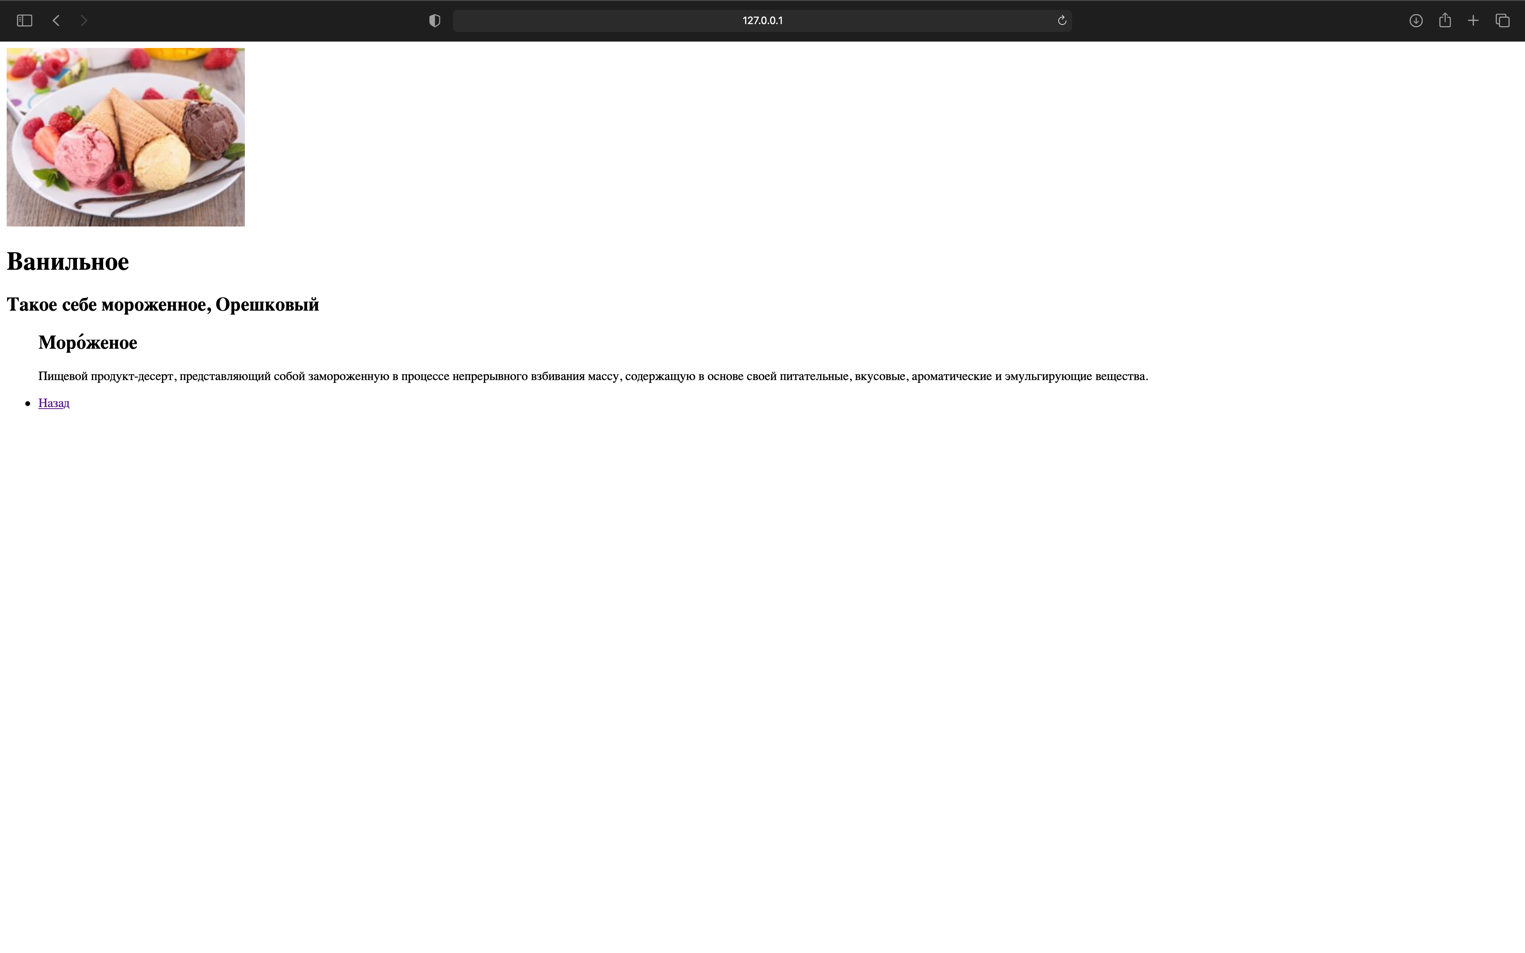 127.0.0.1
Ванильное
Такое себе мороженное, Орешковый
Моро́женое
Пищевой продукт-десерт, представляющий собой замороженную в процессе непрерывного взбивания массу, содержащую в основе своей питательные, вкусовые, ароматические и эмульгирующие вещества.
Назад